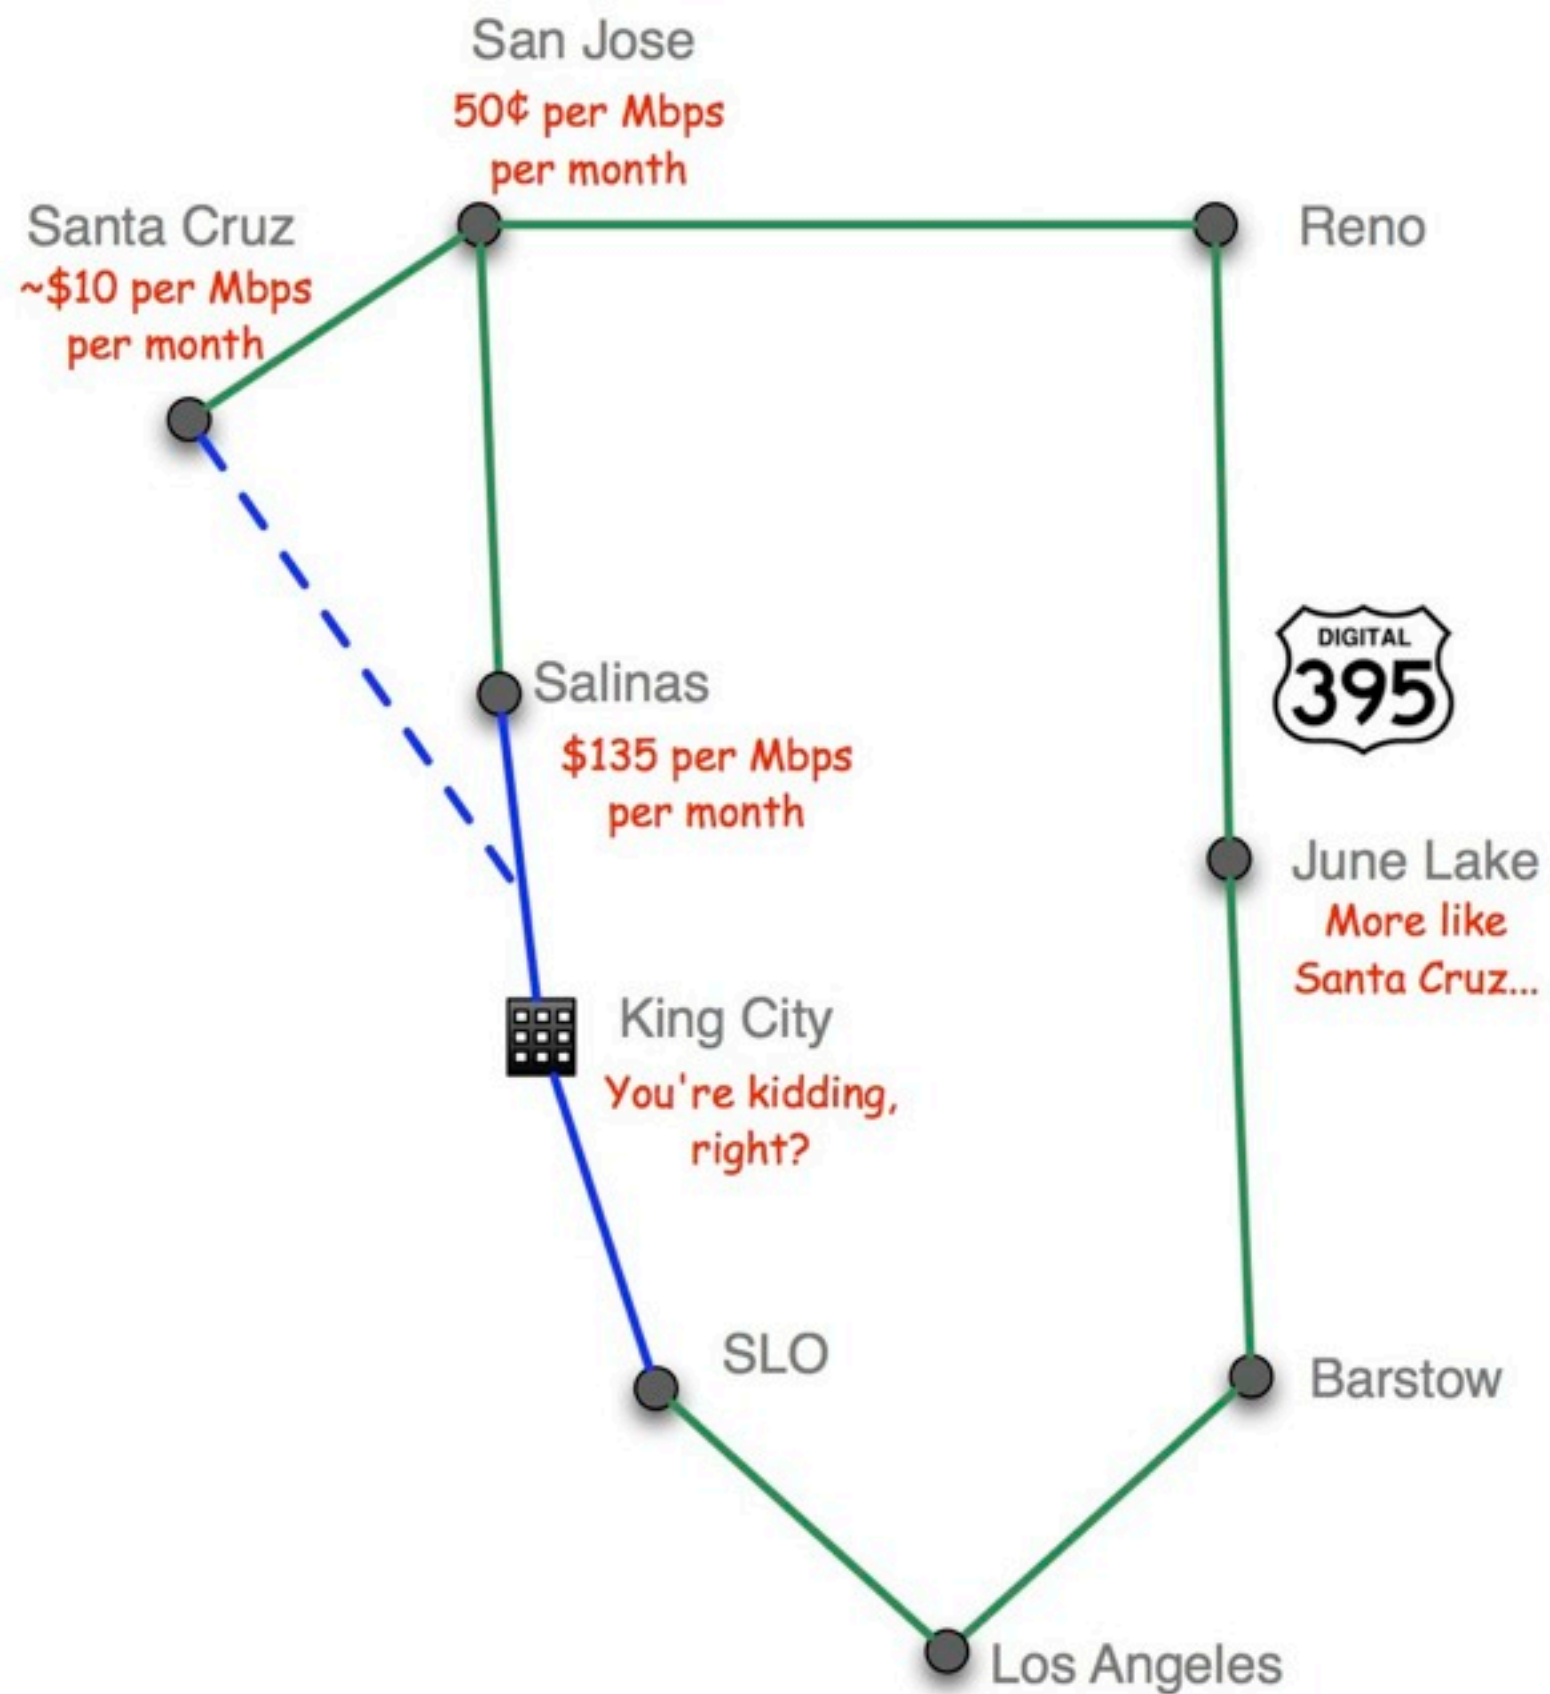 San Jose
50¢ per Mbps
per month
Santa Cruz
~$10 per Mbps
per month
Reno
Salinas
$135 per Mbps
per month
DIGITAL
395
June Lake
More like
Santa Cruz...
King City
You're kidding,
right?
SLO
Barstow
Los Angeles